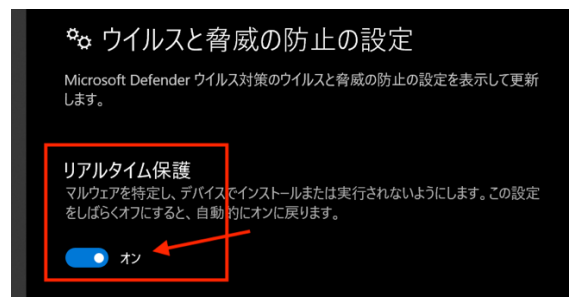 ウイルスと脅威の防止の設定
Microsoft Defender ウイルス対策のウイルスと脅威の防止の設定を表示して更新
します。
リアルタイム保護
マルウェアを特定し、デバイスでインストールまたは実行されないようにします。この設定
をしばらくオフにすると、自動的にオンに戻ります。
オン